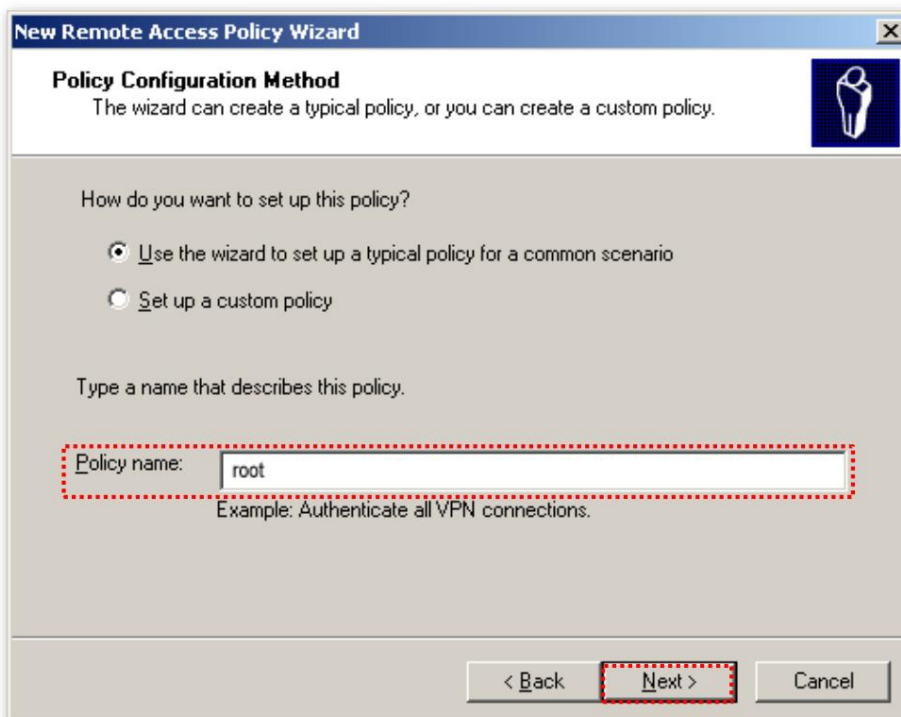 New Remote Access Policy Wizard
Policy Configuration Method
The wizard can create a typical policy, or you can create a custom policy.
How do you want to set up this policy?
Use the wizard to set up a typical policy for a common scenario
Set up a custom policy
Type a name that describes this policy.
Policy name: root
Example: Authenticate all VPN connections.
< Back Next > Cancel